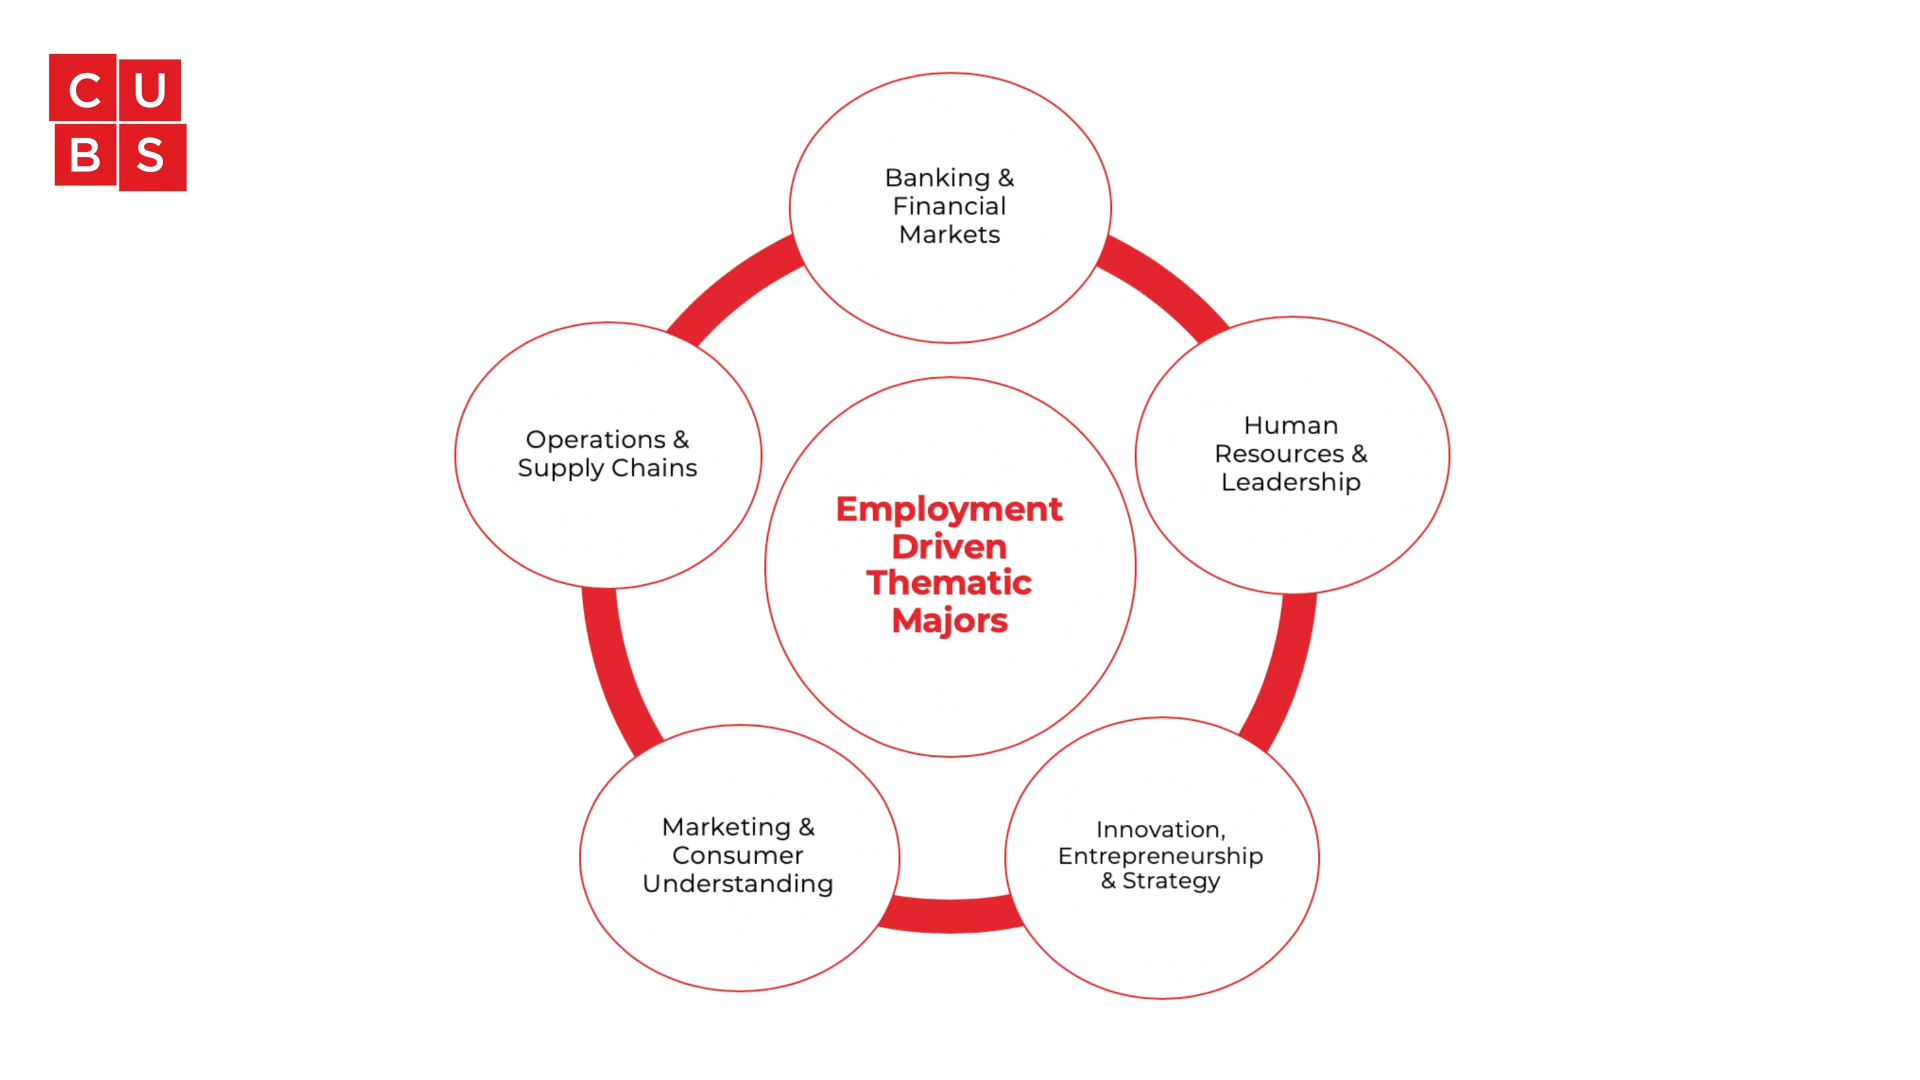 C U
B S
Banking &
Financial
Markets
Human
Resources &
Leadership
Operations &
Supply Chains
Employment
Driven
Thematic
Majors
Marketing &
Consumer
Understanding
Innovation,
Entrepreneurship
& Strategy